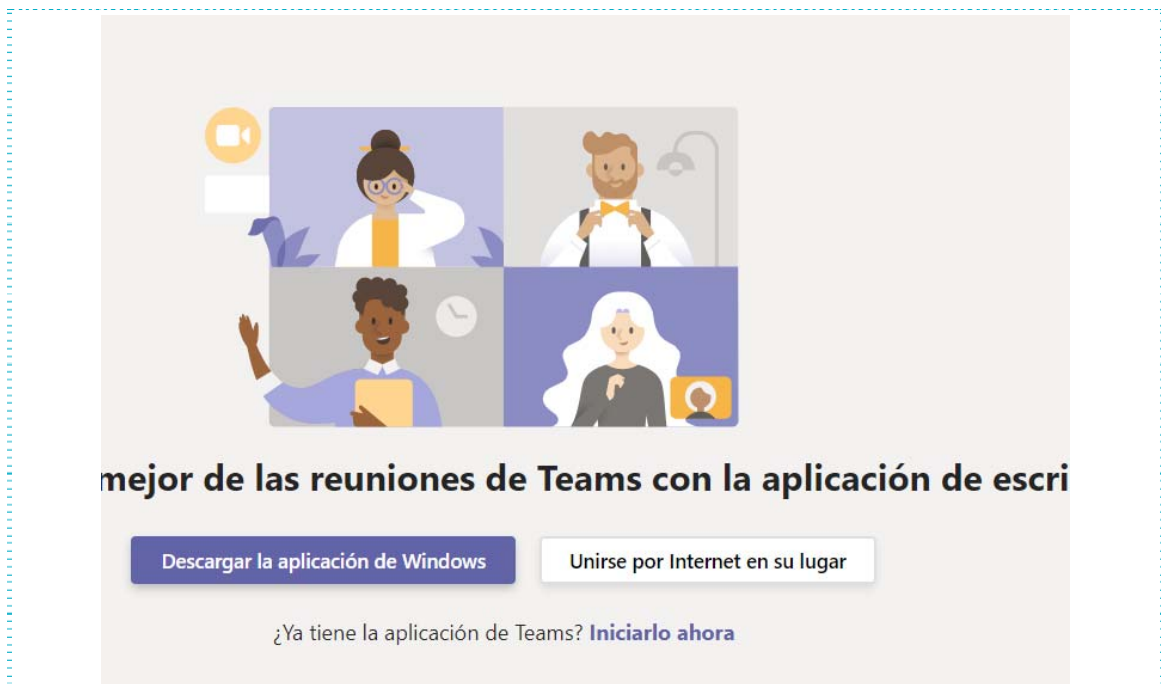 mejor de las reuniones de Teams con la aplicación de escri
Descargar la aplicación de Windows
Unirse por Internet en su lugar
¿Ya tiene la aplicación de Teams? Iniciarlo ahora